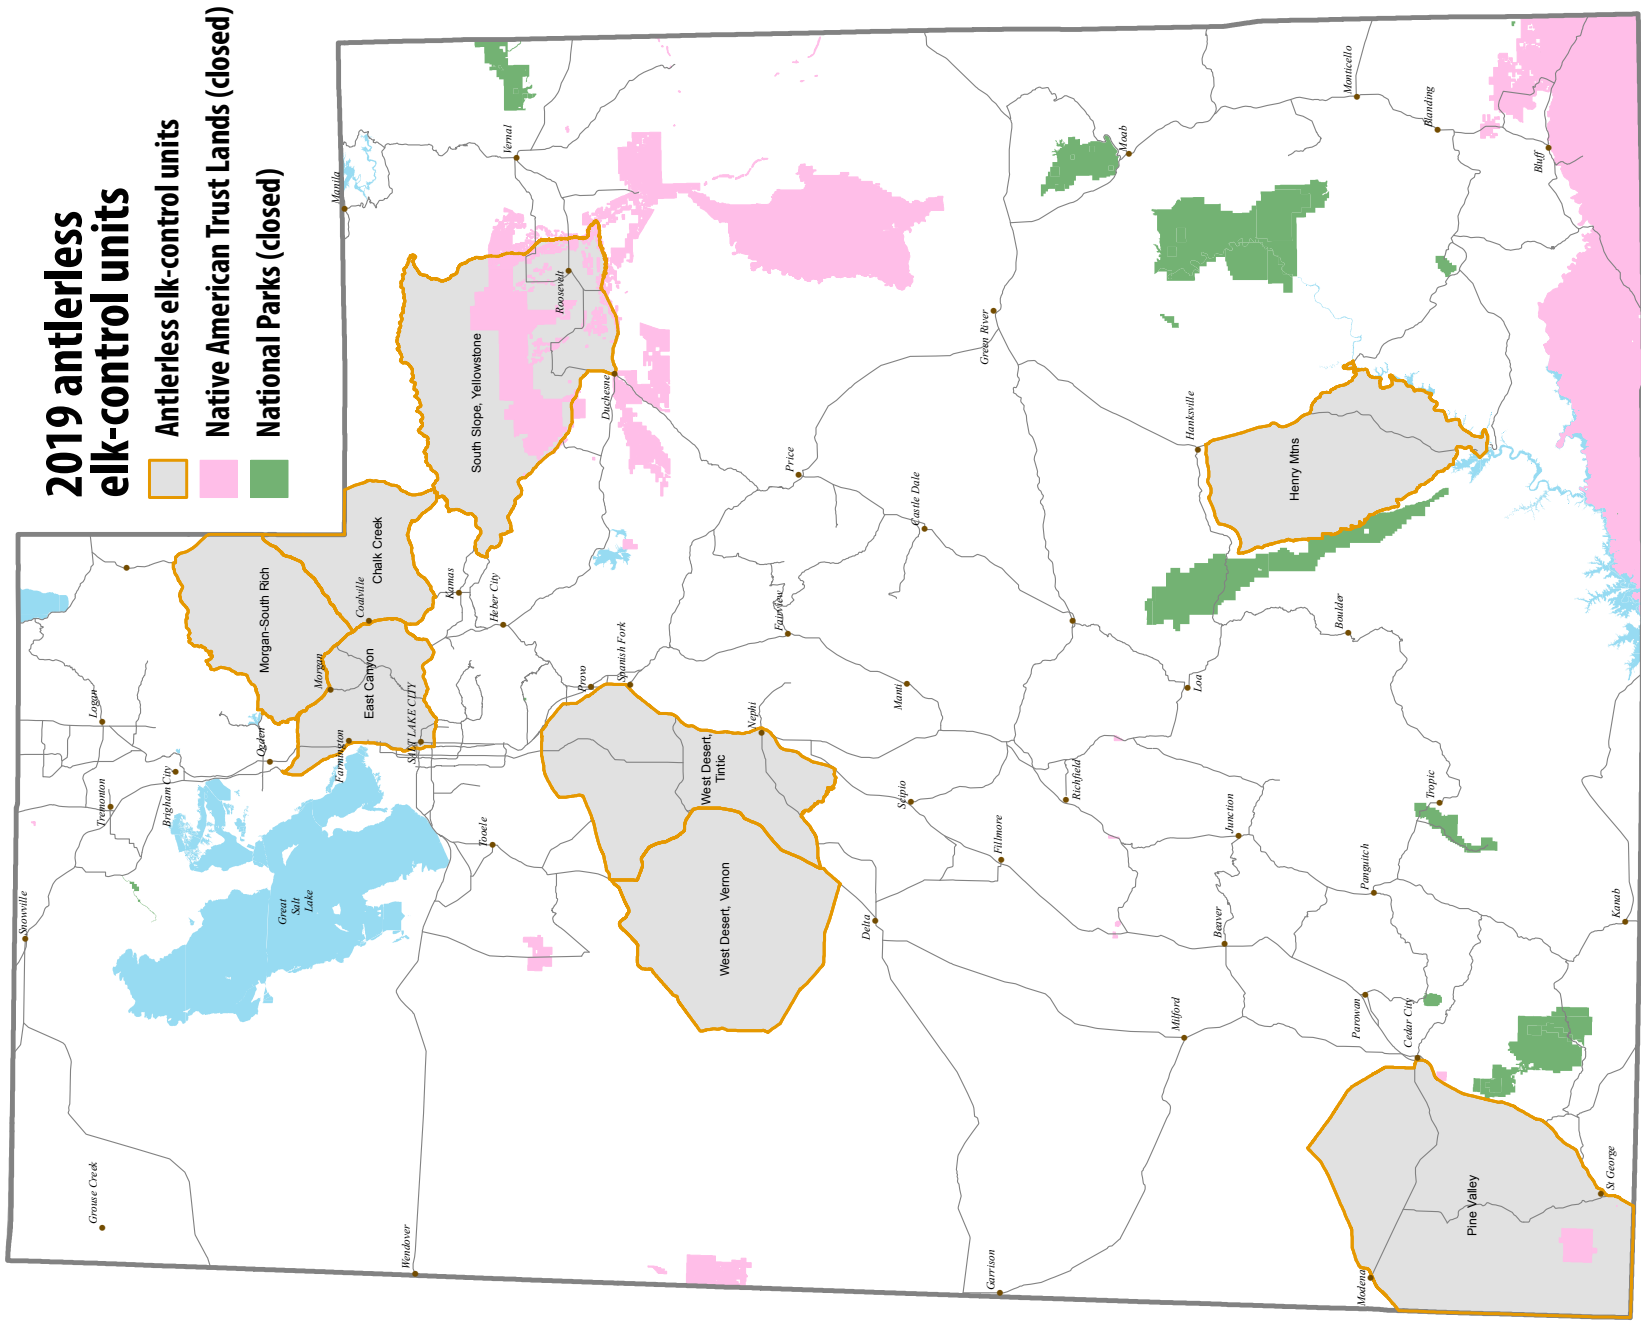 2019 antlerless
elk-control units
Antlerless elk-control units
Native American Trust Lands (closed)
National Parks (closed)
Snowville
Grouse Creek
Tremonton
Logan
Brigham City
Ogden
Great
Salt
Lake
Morgan-South Rich
Morgan
Farmington
East Canyon
Coalville
Chalk Creek
SALT LAKE CITY
Wendover
Tooele
Kamas
Heber City
Manila
Vernal
South Slope, Yellowstone
Roosevelt
Duchesne
Provo
Spanish Fork
West Desert,
Tintic
West Desert, Vernon
Nephi
Fairview
Price
Castle Dale
Manti
Scipio
Delta
Fillmore
Garrison
Green River
Moab
Richfield
Loa
Hanksville
Henry Mtns
Milford
Beaver
Junction
Boulder
Monticello
Blanding
Bluff
Panguitch
Parowan
Cedar City
Tropic
Modena
Pine Valley
St George
Kanab